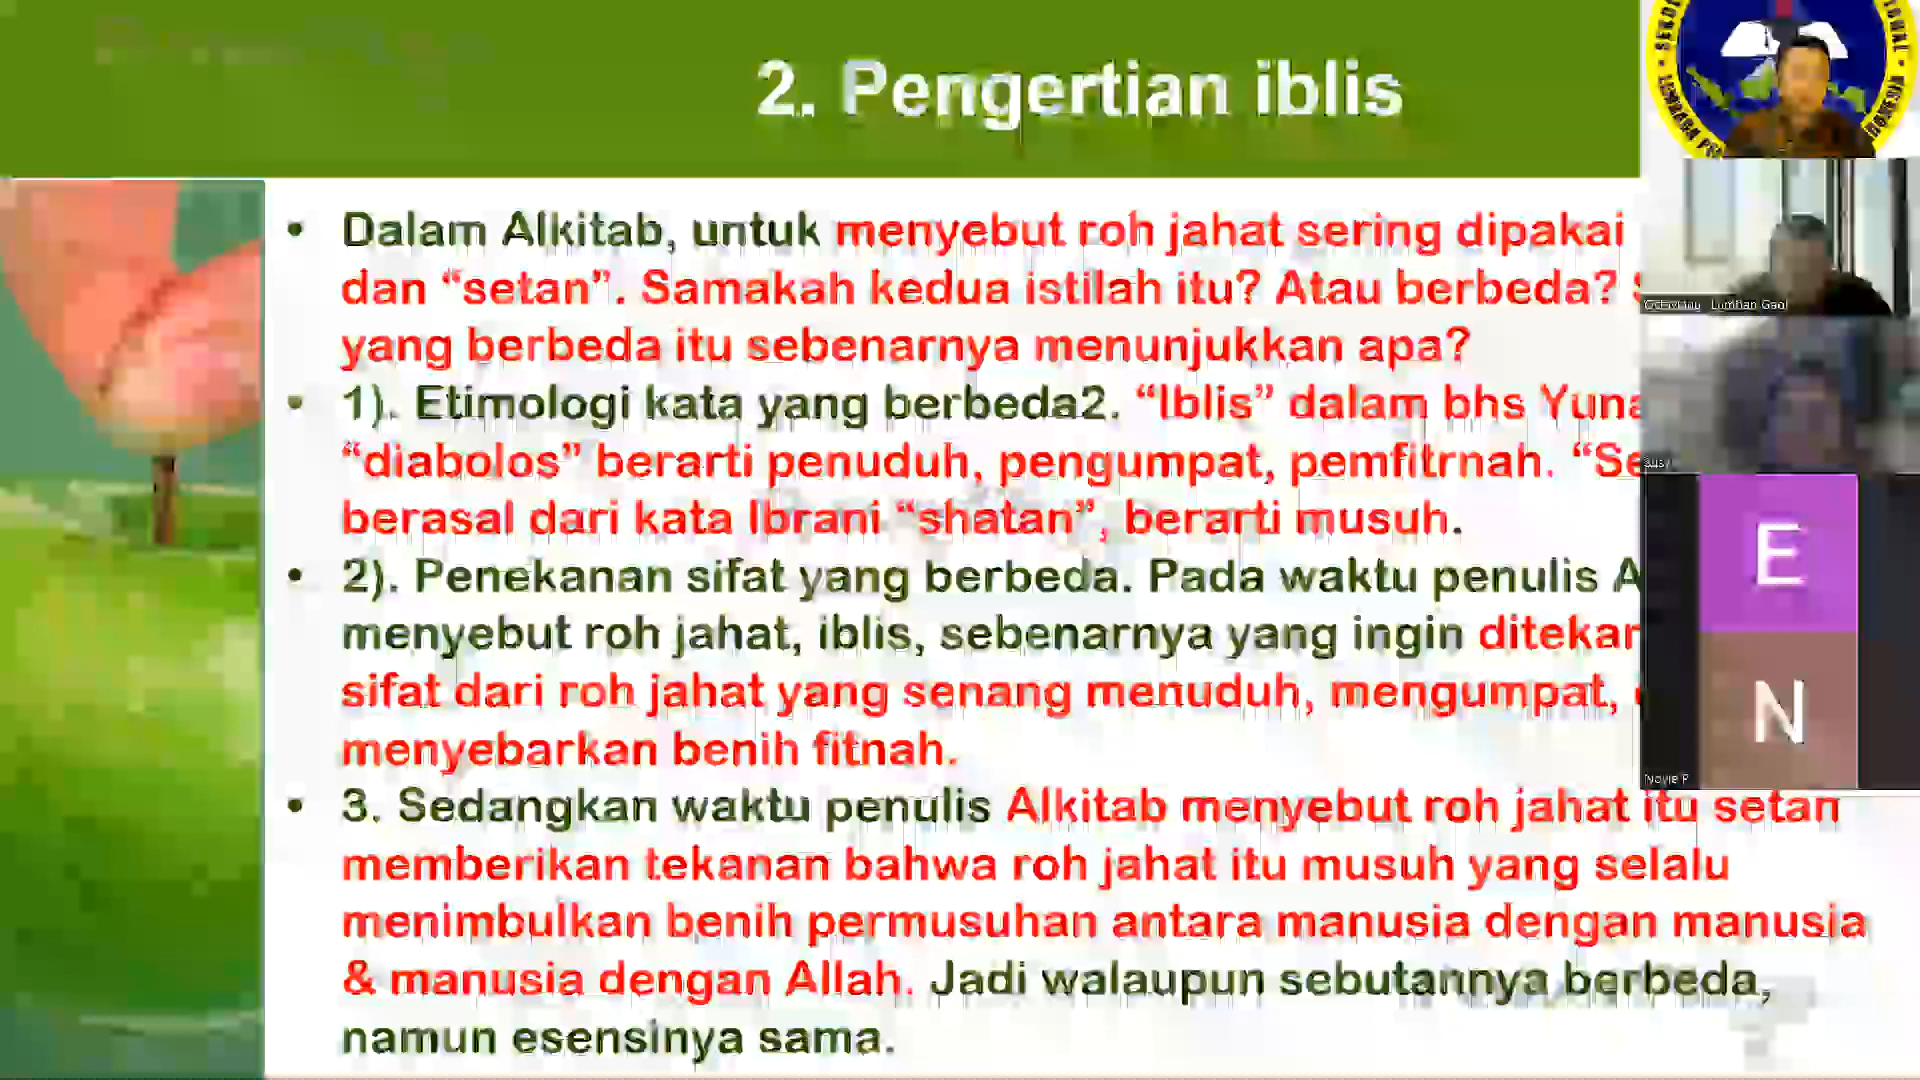 2. Pengertian iblis
Dalam Alkitab, untuk menyebut roh jahat sering dipakai
dan “setan”. Samakah kedua istilah itu? Atau berbeda?
yang berbeda itu sebenarnya menunjukkan apa?
1). Etimologi kata yang berbeda2. “Iblis” dalam bhs
“diabolos” berarti penuduh, pengumpat, pemfitrnah.
berasal dari kata Ibrani “shatan”, berarti musuh.
2). Penekanan sifat yang berbeda. Pada waktu penulis
menyebut roh jahat, iblis, sebenarnya yang ingin
sifat dari roh jahat yang senang menuduh, mengumpat,
menyebarkan benih fitnah.
3. Sedangkan waktu penulis Alkitab menyebut roh jahat itu setan
memberikan tekanan bahwa roh jahat itu musuh yang selalu
menimbulkan benih permusuhan antara manusia dengan manusia
& manusia dengan Allah. Jadi walaupun sebutannya berbeda,
namun esensinya sama.
Lumban Gaol
susy
E
N
Novie P